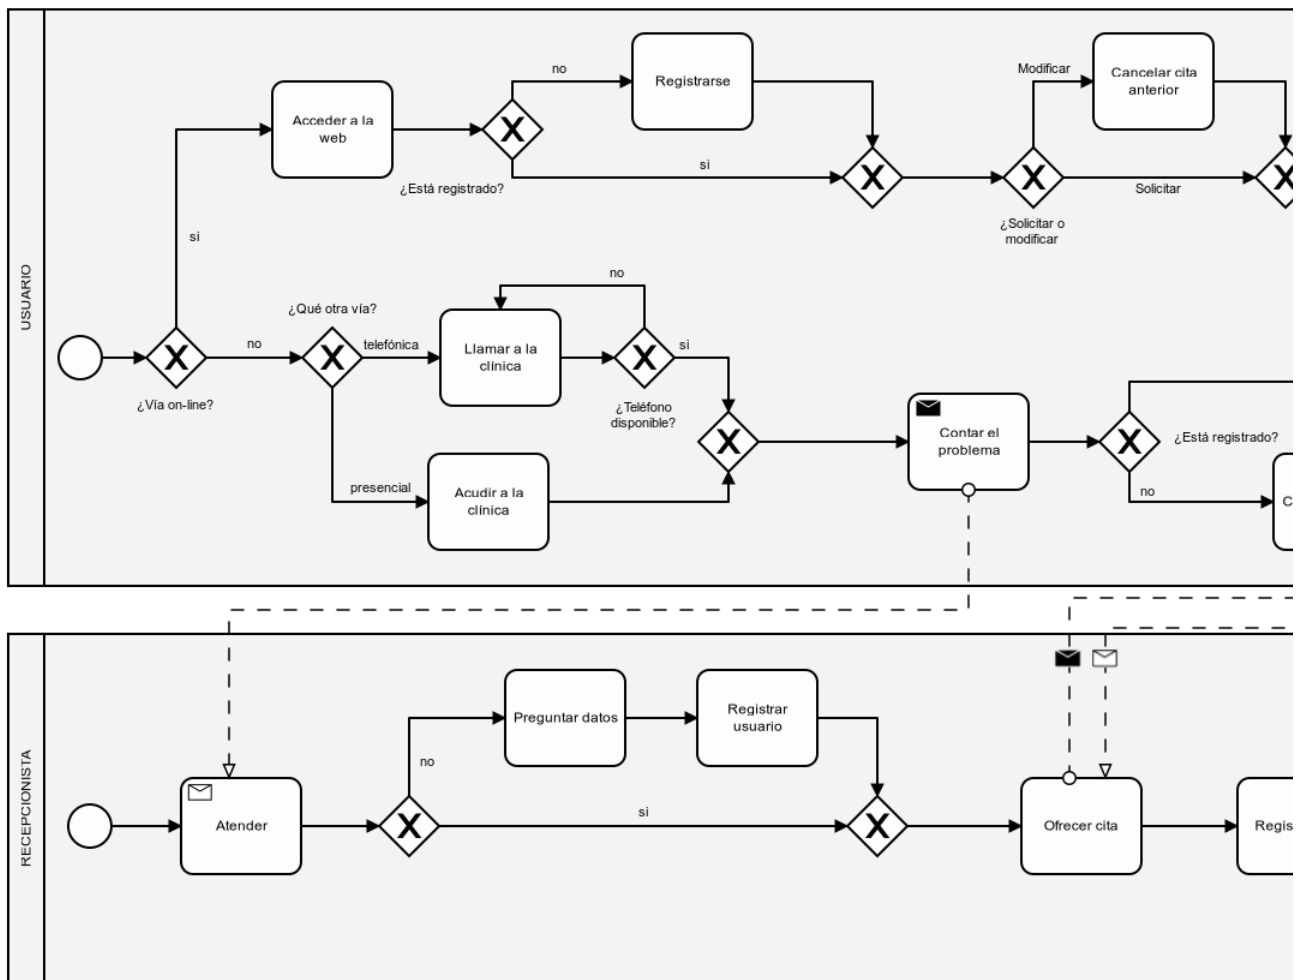 USUARIO
no
Registrarse
Modificar
Cancelar cita
anterior
Acceder a la
web
¿Está registrado?
si
Solicitar
¿Solicitar o
modificar
si
¿Qué otra vía?
no
telefónica
Llamar a la
clínica
no
si
¿Vía on-line?
¿Teléfono
disponible?
Contar el
problema
¿Está registrado?
no
presencial
Acudir a la
clínica
C
RECEPCIONISTA
Preguntar datos
Registrar
usuario
no
Atender
si
Ofrecer cita
Regis